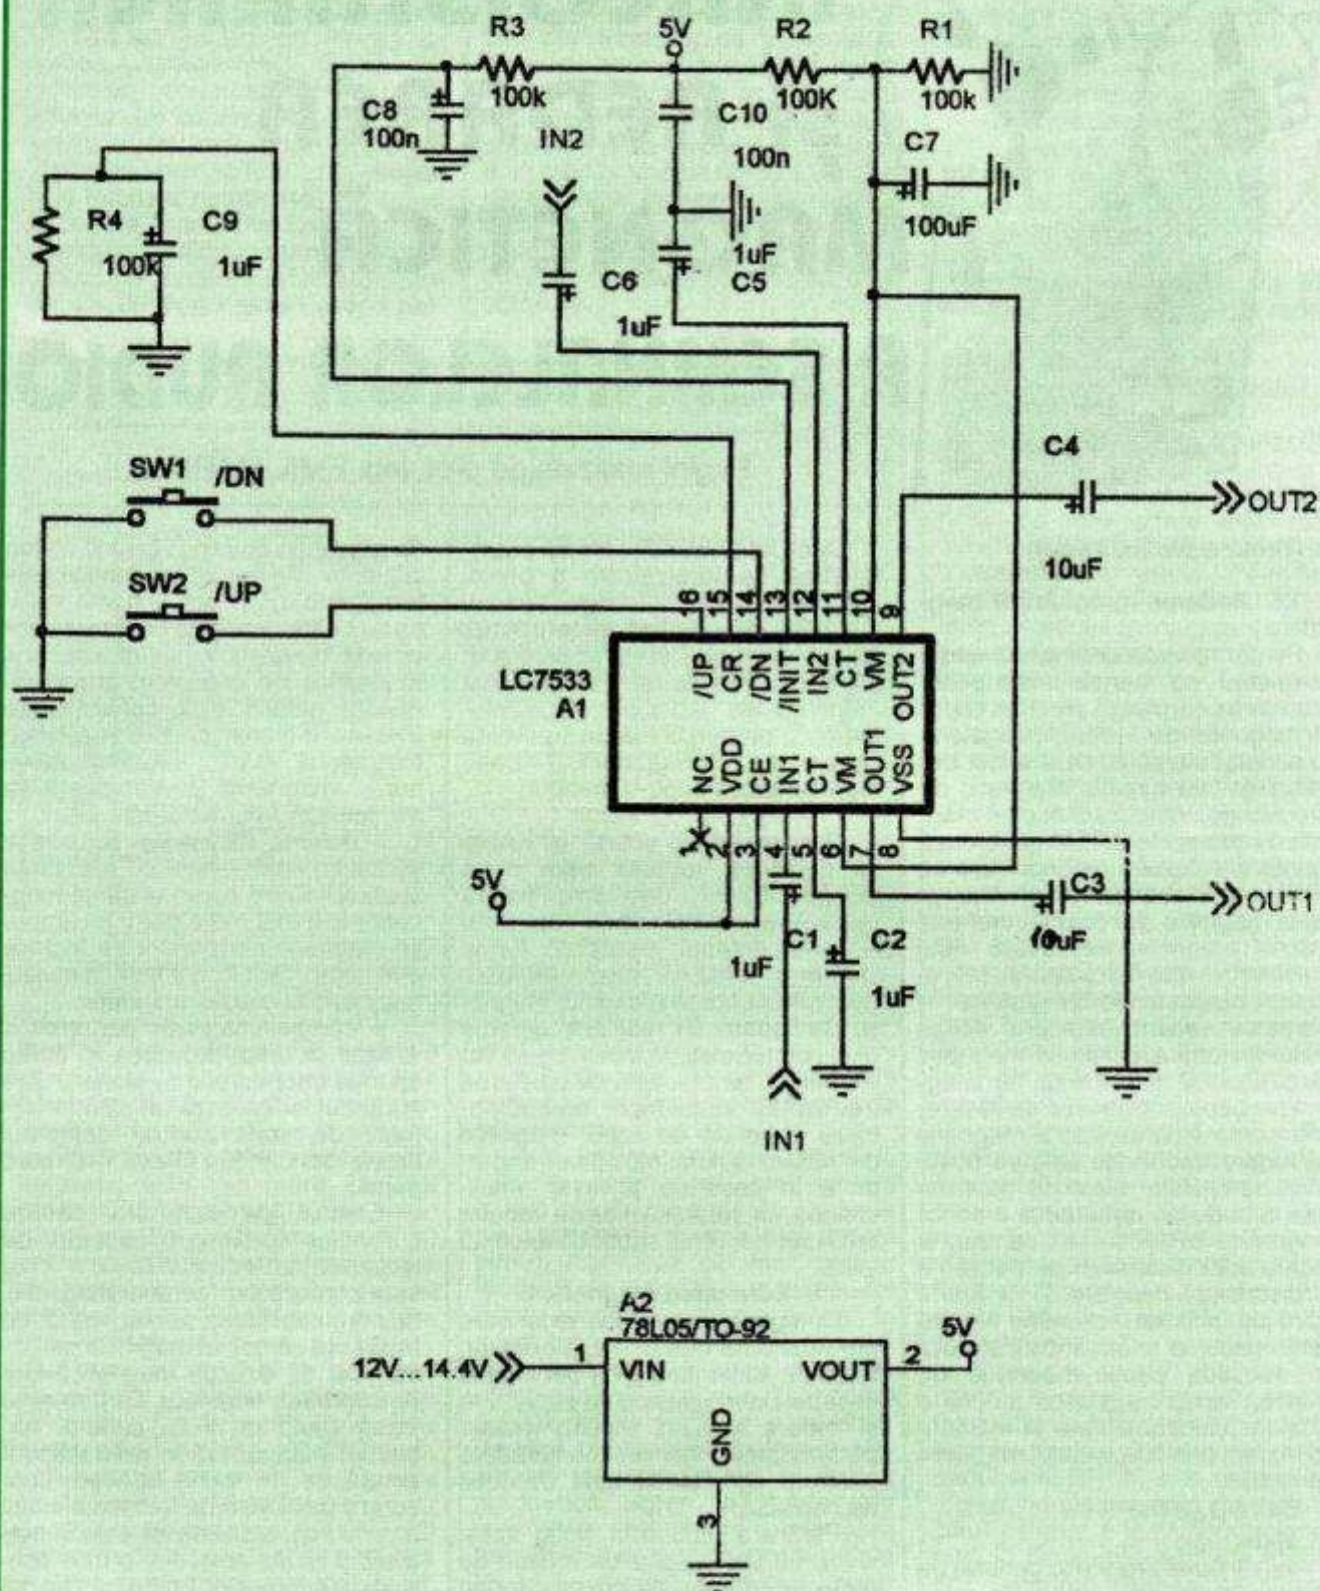 R3
5V
R2
R1
100k
100K
100k
C8
100n
IN2
C10
100n
C7
100uF
R4
100k
C9
1uF
C6
1uF
1uF
C5
C4
10uF
OUT2
SW1
/DN
SW2
/UP
16
15
14
13
12
11
10
9
LC7533
A1
/UP
CR
/DN
/INIT
IN2
CT
VM
OUT2
NC
VDD
CE
IN1
CT
VM
OUT1
VSS
1
2
3
4
5
6
7
8
5V
C1
1uF
C2
1uF
C3
10uF
OUT1
IN1
A2
78L05/TO-92
12V...14.4V
1
VIN
VOUT
2
5V
GND
3